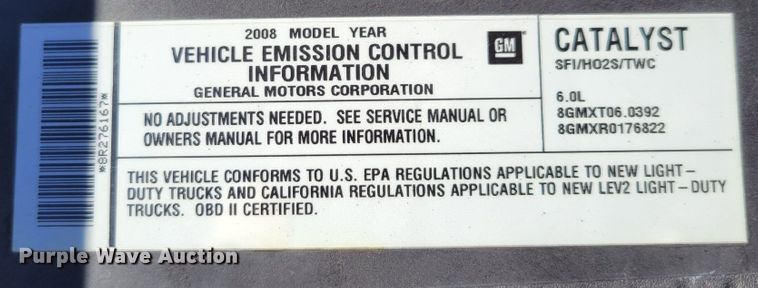 2008 MODEL YEAR
VEHICLE EMISSION CONTROL
INFORMATION
GENERAL MOTORS CORPORATION
GM
CATALYST
SFI/HO2S/TWC
6.0L
8GMXT06.0392
8GMXR0176822
NO ADJUSTMENTS NEEDED. SEE SERVICE MANUAL OR
OWNERS MANUAL FOR MORE INFORMATION.
THIS VEHICLE CONFORMS TO U.S. EPA REGULATIONS APPLICABLE TO NEW LIGHT-
DUTY TRUCKS AND CALIFORNIA REGULATIONS APPLICABLE TO NEW LEV2 LIGHT-DUTY
TRUCKS. OBD II CERTIFIED.
*8R276167*
Purple Wave Auction